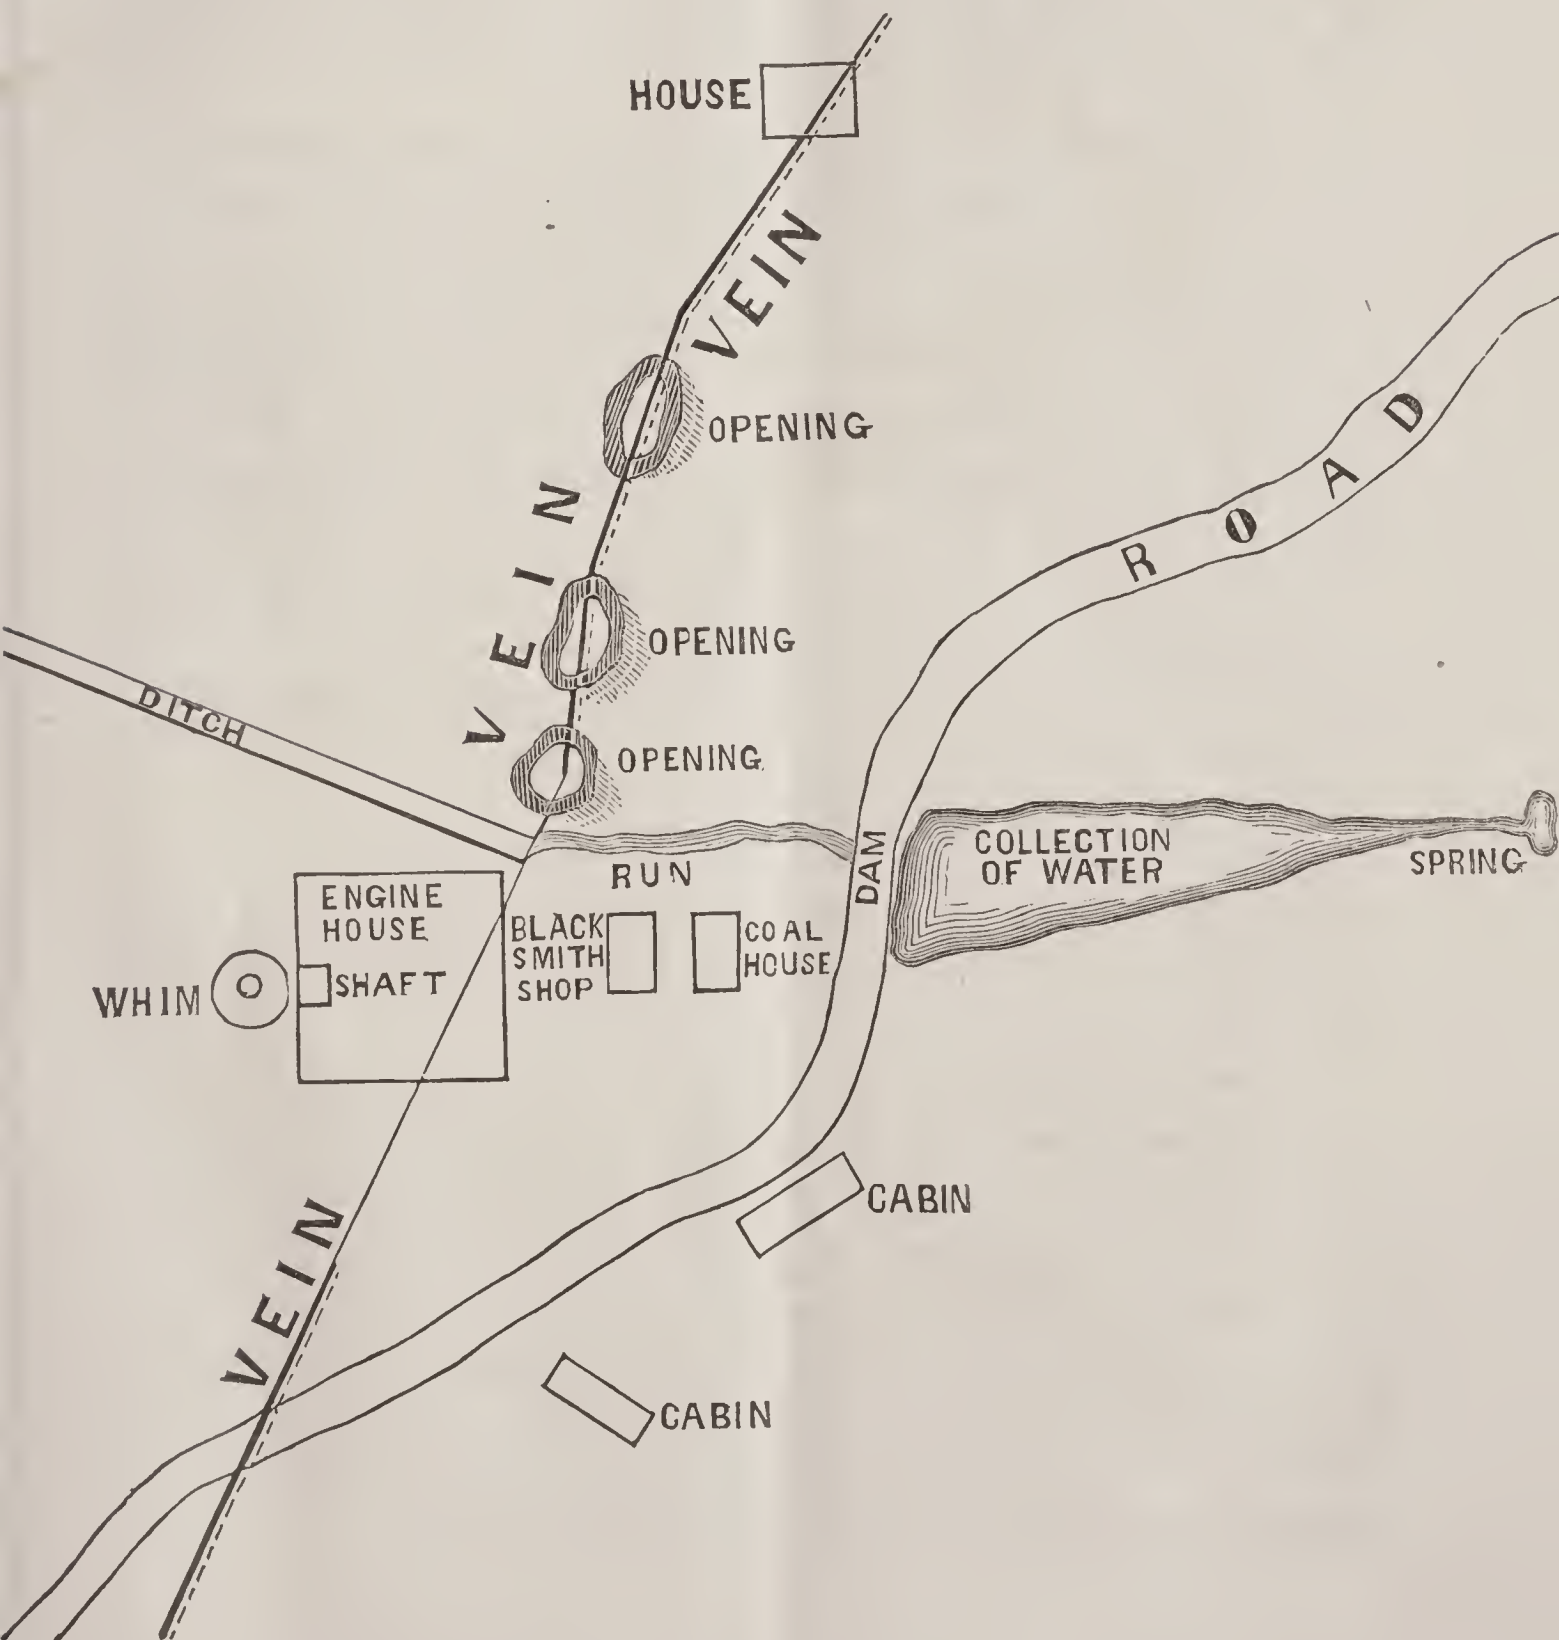 HOUSE
VEIN
OPENING
VEIN
ROAD
OPENING
DITCH
OPENING
RUN
DAM
COLLECTION
OF WATER
SPRING
ENGINE
HOUSE
SHAFT
WHIM
BLACK
SMITH
SHOP
COAL
HOUSE
CABIN
VEIN
CABIN